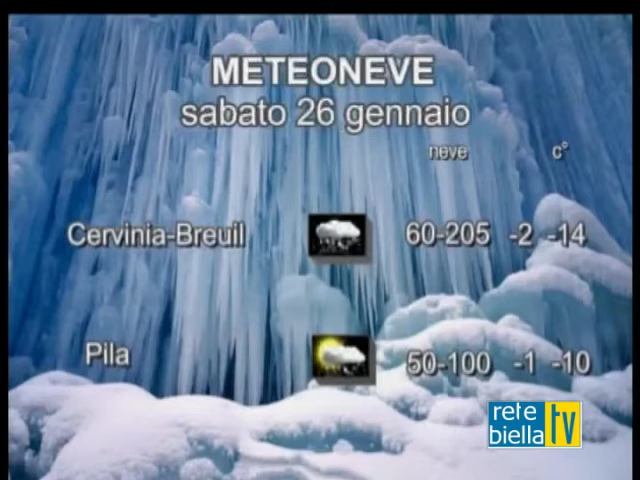 METEONEVE
sabato 26 gennaio
neve c°
Cervinia-Breuil 60-205 -2 -14
Pila 50-100 -1 -10
rete
biella tv